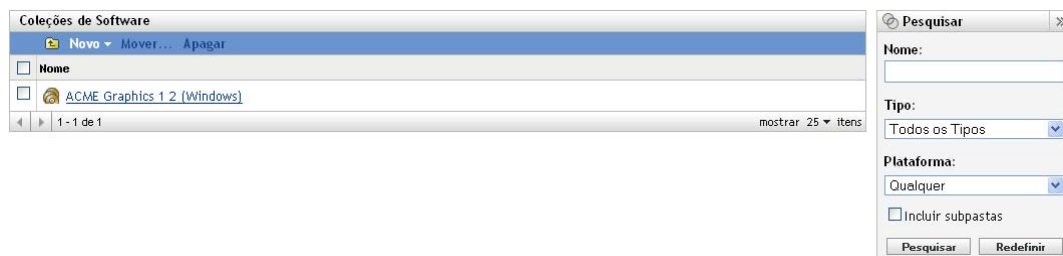 Coleções de Software
Novo Mover... Apagar
Nome
ACME Graphics 1 2 (Windows)
1 - 1 de 1 mostrar 25 itens
Pesquisar
Nome:
Tipo:
Todos os Tipos
Plataforma:
Qualquer
Incluir subpastas
Pesquisar Redefinir